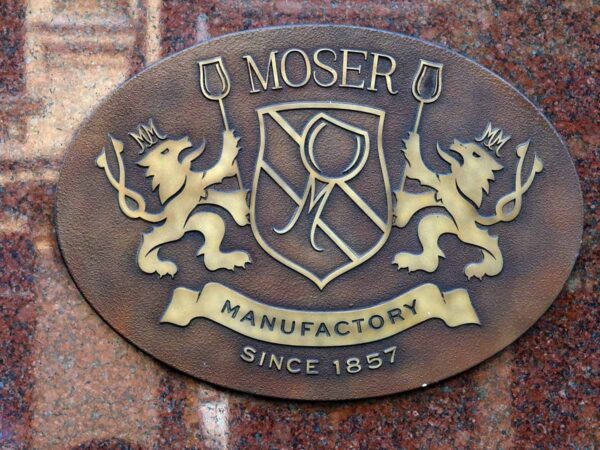 MOSER
M
MANUFACTORY
SINCE 1857